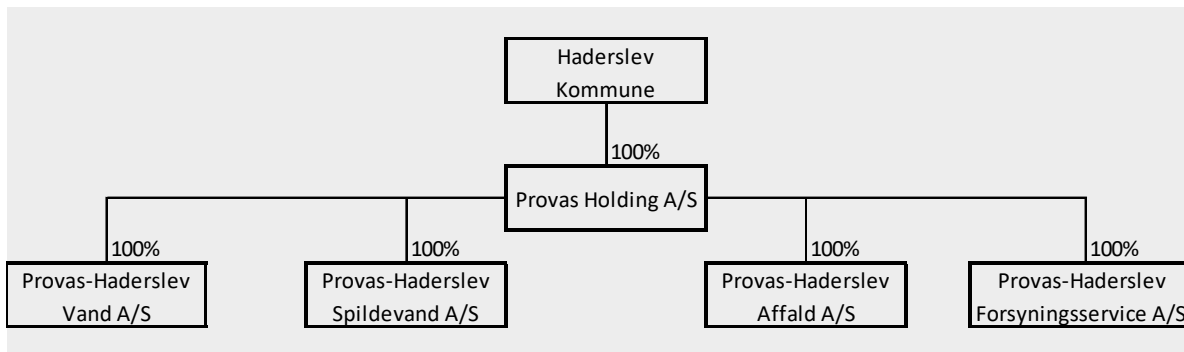 Haderslev
Kommune
100%
Provas Holding A/S
100%
100%
100%
100%
Provas-Haderslev
Vand A/S
Provas-Haderslev
Spildevand A/S
Provas-Haderslev
Affald A/S
Provas-Haderslev
Forsyningsservice A/S